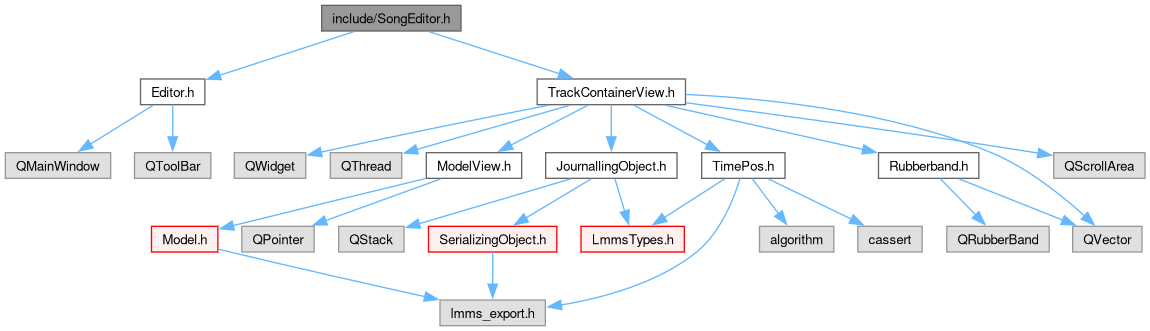 include/SongEditor.h
Editor.h
TrackContainerView.h
QMainWindow
QToolBar
QWidget
QThread
ModelView.h
JournallingObject.h
TimePos.h
Rubberband.h
QScrollArea
Model.h
QPointer
QStack
SerializingObject.h
LmmsTypes.h
algorithm
cassert
QRubberBand
QVector
lmms_export.h